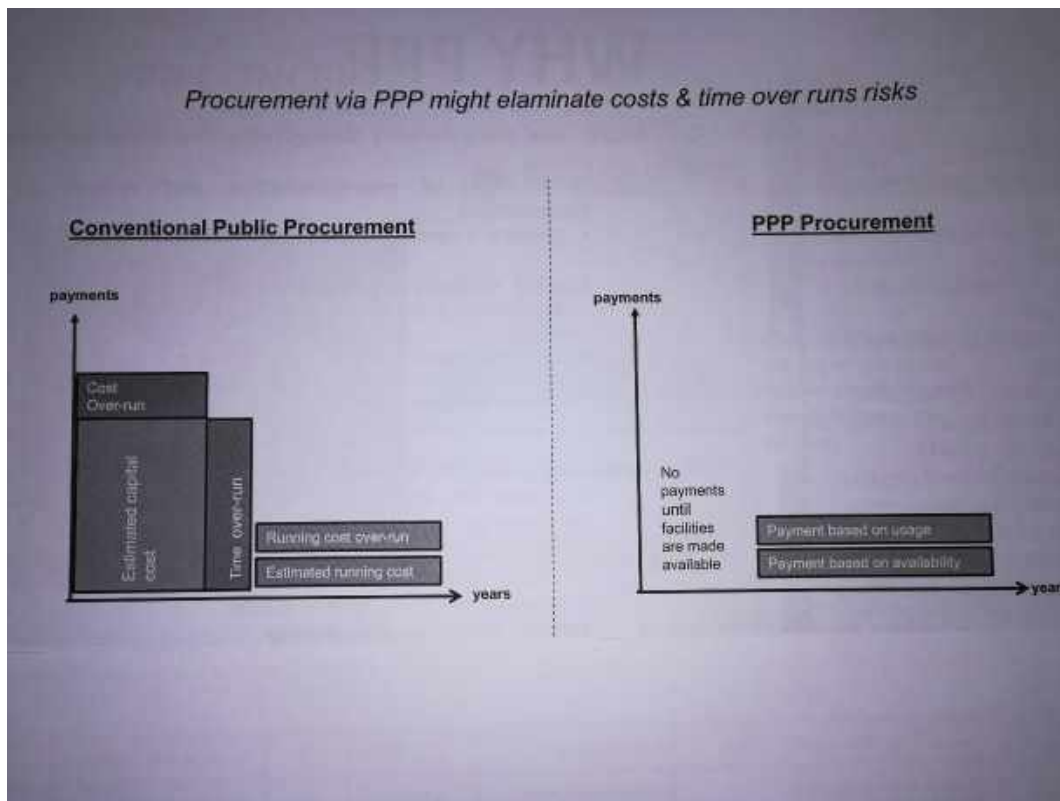 Procurement via PPP might elaminate costs & time over runs risks
Conventional Public Procurement
payments
Cost
Over-run
Estimated capital
cost
Time over-run
Running cost over-run
Estimated running cost
years
PPP Procurement
payments
No
payments
until
facilities
are made
available
Payment based on usage
Payment based on availability
year